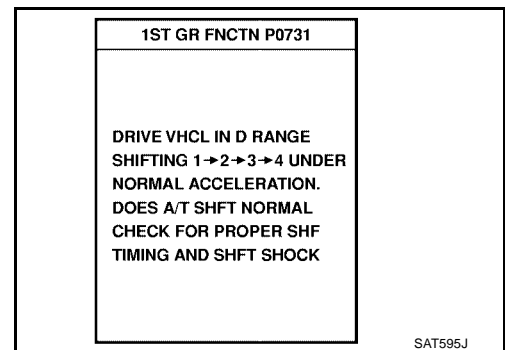 1ST GR FNCTN P0731
DRIVE VHCL IN D RANGE
SHIFTING 1→2→3→4 UNDER
NORMAL ACCELERATION.
DOES A/T SHFT NORMAL
CHECK FOR PROPER SHF
TIMING AND SHFT SHOCK
SAT595J